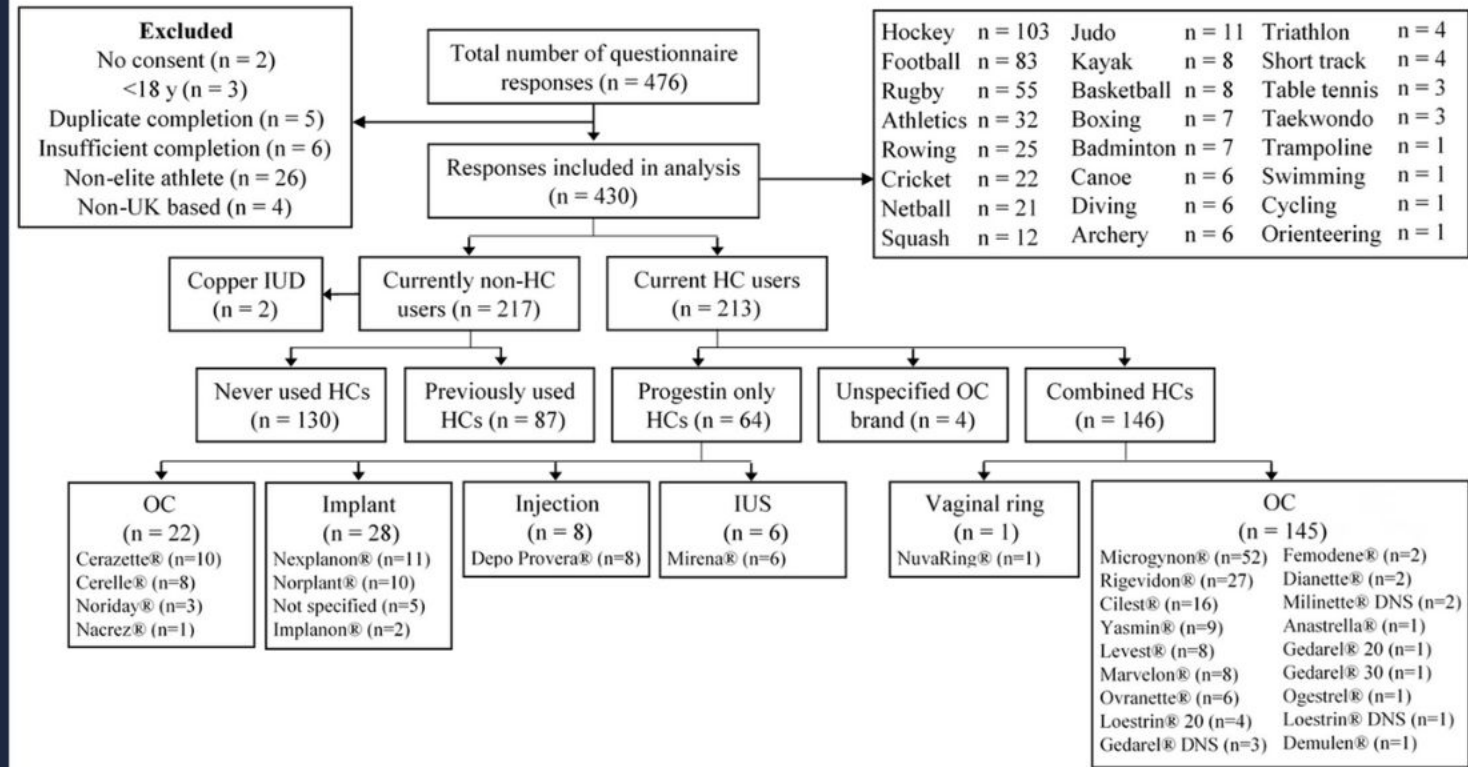 Excluded
No consent (n = 2)
<18 y (n = 3)
Duplicate completion (n = 5)
Insufficient completion (n = 6)
Non-elite athlete (n = 26)
Non-UK based (n = 4)
Total number of questionnaire
responses (n = 476)
Responses included in analysis
(n = 430)
Hockey n = 103 Judo n = 11 Triathlon n = 4
Football n = 83 Kayak n = 8 Short track n = 4
Rugby n = 55 Basketball n = 8 Table tennis n = 3
Athletics n = 32 Boxing n = 7 Taekwondo n = 3
Rowing n = 25 Badminton n = 7 Trampoline n = 1
Cricket n = 22 Canoe n = 6 Swimming n = 1
Netball n = 21 Diving n = 6 Cycling n = 1
Squash n = 12 Archery n = 6 Orienteering n = 1
Copper IUD
(n = 2)
Currently non-HC
users (n = 217)
Current HC users
(n = 213)
Never used HCs
(n = 130)
Previously used
HCs (n = 87)
Progestin only
HCs (n = 64)
Unspecified OC
brand (n = 4)
Combined HCs
(n = 146)
OC
(n = 22)
Cerazette® (n=10)
Cerelle® (n=8)
Noriday® (n=3)
Nacrez® (n=1)
Implant
(n = 28)
Nexplanon® (n=11)
Norplant® (n=10)
Not specified (n=5)
Implanon® (n=2)
Injection
(n = 8)
Depo Provera® (n=8)
IUS
(n = 6)
Mirena® (n=6)
Vaginal ring
(n = 1)
NuvaRing® (n=1)
OC
(n = 145)
Microgynon® (n=52) Femodene® (n=2)
Rigevidon® (n=27) Dianette® (n=2)
Cilest® (n=16) Milinette® DNS (n=2)
Yasmin® (n=9) Anastrella® (n=1)
Levest® (n=8) Gedarel® 20 (n=1)
Marvelon® (n=8) Gedarel® 30 (n=1)
Ovranette® (n=6) Ogestrel® (n=1)
Loestrin® 20 (n=4) Loestrin® DNS (n=1)
Gedarel® DNS (n=3) Demulen® (n=1)